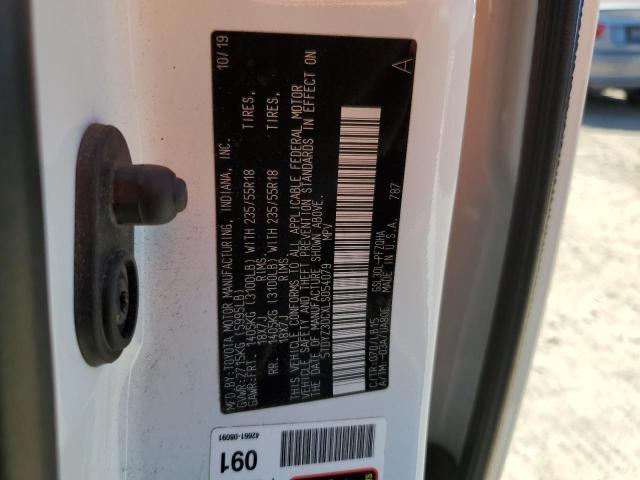 MFD BY:TOYOTA MOTOR MANUFACTURING, INDIANA, INC. 10/19
GVWR:2715KG (5985LB)
GAWR:FRT. 1405KG (3100LB) WITH 235/55R18 TIRES,
18X7J RIMS,
RR. 1405KG (3100LB) WITH 235/55R18 TIRES,
18X7J RIMS
THIS VEHICLE CONFORMS TO ALL APPLICABLE FEDERAL MOTOR
VEHICLE SAFETY AND THEFT PREVENTION STANDARDS IN EFFECT ON
THE DATE OF MANUFACTURE SHOWN ABOVE.
5TDYZ3DCXLS054079 MPV
A
C/TR:070/LB15 GSL30L-PFZQHA
A/TM:-03A/UA80E MADE IN U.S.A. 787
42661-08091
091